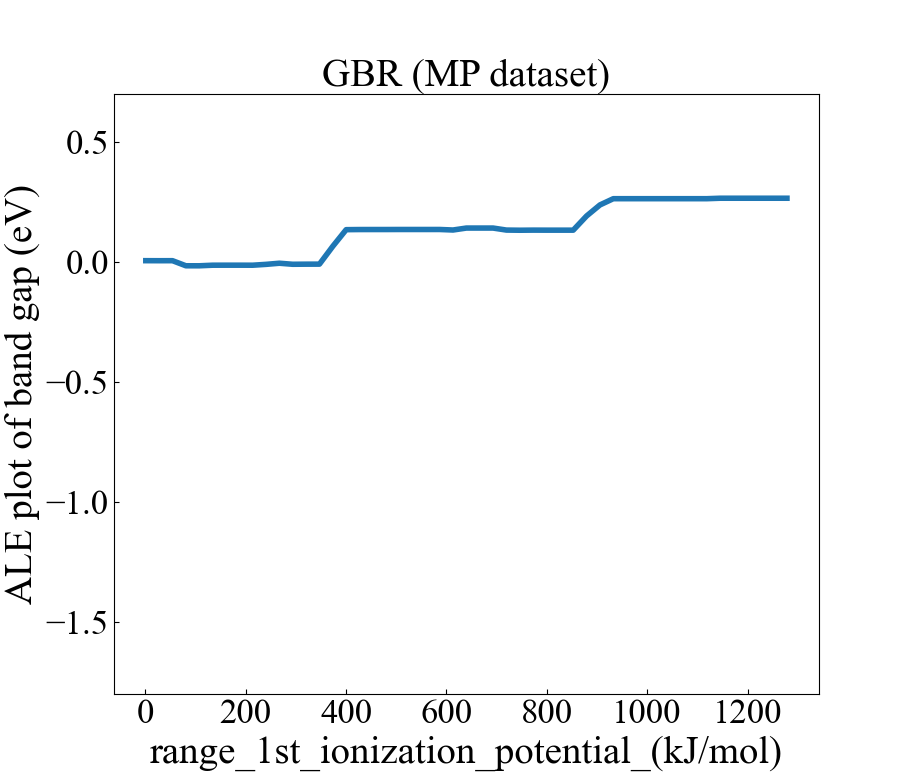 GBR (MP dataset)
ALE plot of band gap (eV)
0.5
0.0
−0.5
−1.0
−1.5
0 200 400 600 800 1000 1200
range_1st_ionization_potential_(kJ/mol)